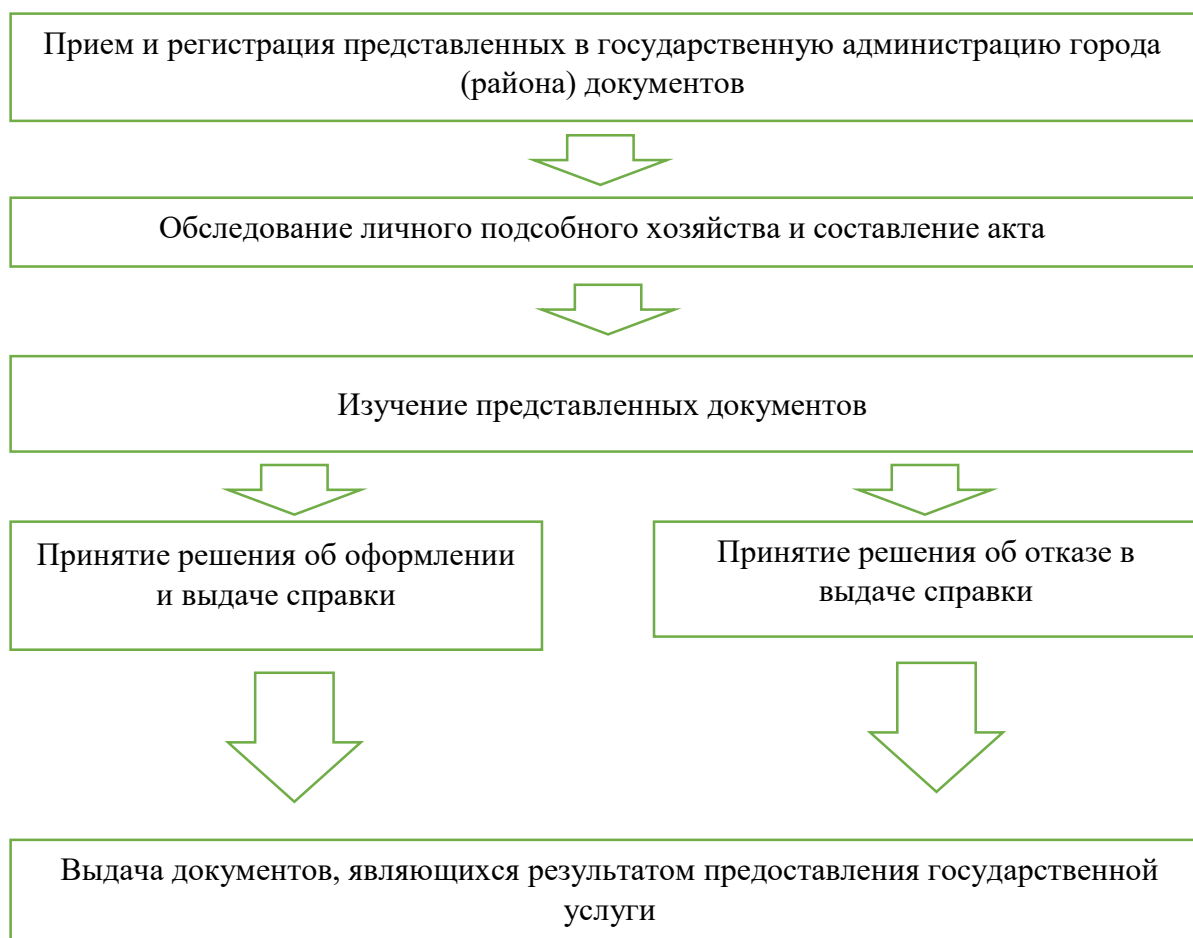 Прием и регистрация представленных в государственную администрацию города
(района) документов
Обследование личного подсобного хозяйства и составление акта
Изучение представленных документов
Принятие решения об оформлении
и выдаче справки
Принятие решения об отказе в
выдаче справки
Выдача документов, являющихся результатом предоставления государственной
услуги